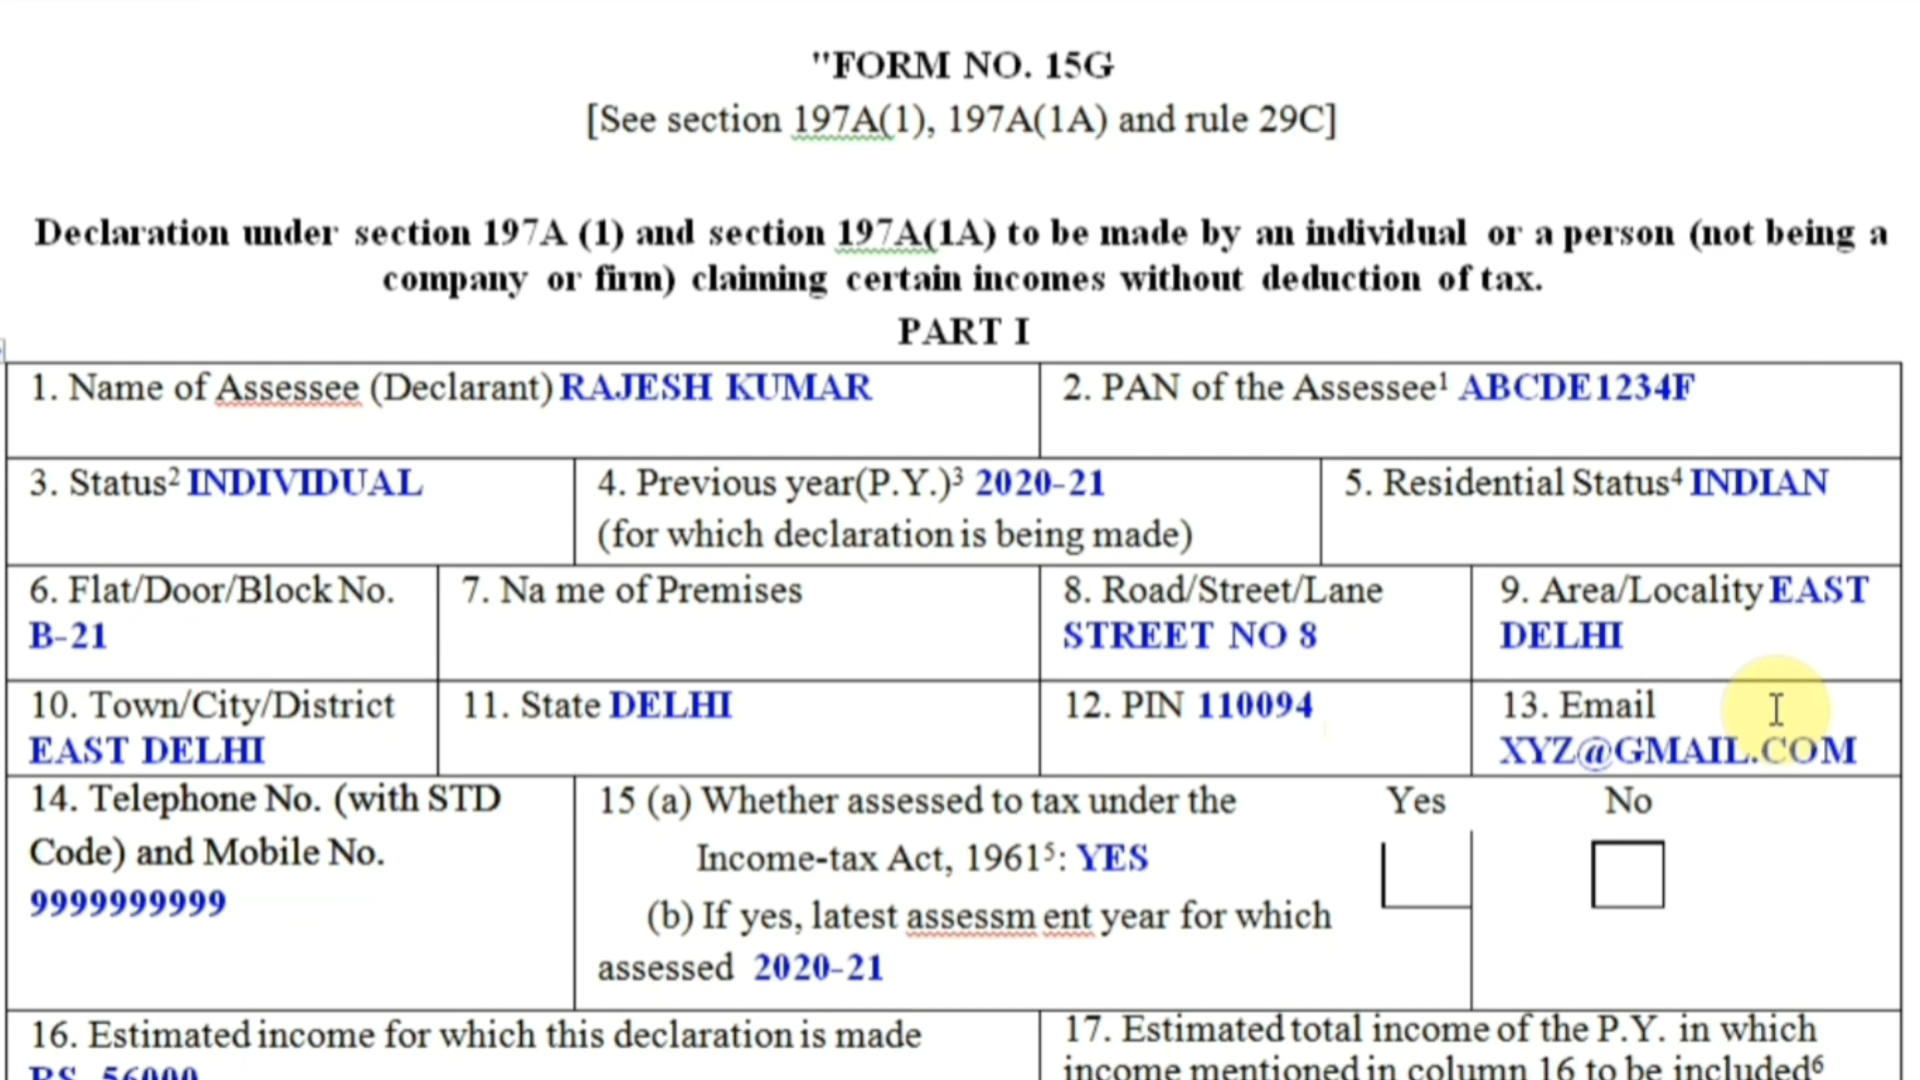 "FORM NO. 15G
[See section 197A(1), 197A(1A) and rule 29C]
Declaration under section 197A (1) and section 197A(1A) to be made by an individual or a person (not being a
company or firm) claiming certain incomes without deduction of tax.
PART I
1. Name of Assessee (Declarant) RAJESH KUMAR
2. PAN of the Assessee¹ ABCDE1234F
3. Status² INDIVIDUAL
4. Previous year(P.Y.)³ 2020-21
(for which declaration is being made)
5. Residential Status⁴ INDIAN
6. Flat/Door/Block No.
B-21
7. Na me of Premises
8. Road/Street/Lane
STREET NO 8
9. Area/Locality EAST
DELHI
10. Town/City/District
EAST DELHI
11. State DELHI
12. PIN 110094
13. Email
XYZ@GMAIL.COM
14. Telephone No. (with STD
Code) and Mobile No.
9999999999
15 (a) Whether assessed to tax under the
Income-tax Act, 1961⁵: YES
(b) If yes, latest assessm ent year for which
assessed 2020-21
Yes
No
16. Estimated income for which this declaration is made
RS. 56000
17. Estimated total income of the P.Y. in which
income mentioned in column 16 to be included⁶